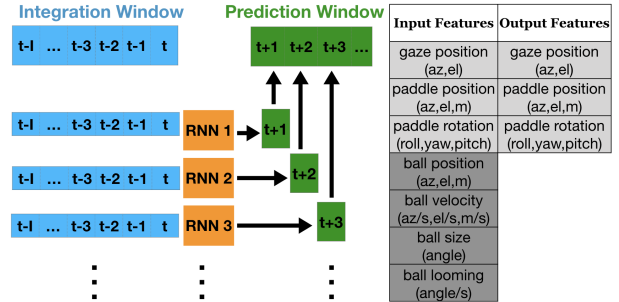 Integration Window
t-I ... t-3 t-2 t-1 t
Prediction Window
t+1 t+2 t+3 ...
t-I ... t-3 t-2 t-1 t
RNN 1
t+1
t-I ... t-3 t-2 t-1 t
RNN 2
t+2
t-I ... t-3 t-2 t-1 t
RNN 3
t+3
Input Features Output Features
gaze position gaze position
(az,el) (az,el)
paddle position paddle position
(az,el,m) (az,el,m)
paddle rotation paddle rotation
(roll,yaw,pitch) (roll,yaw,pitch)
ball position
(az,el,m)
ball velocity
(az/s,el/s,m/s)
ball size
(angle)
ball looming
(angle/s)